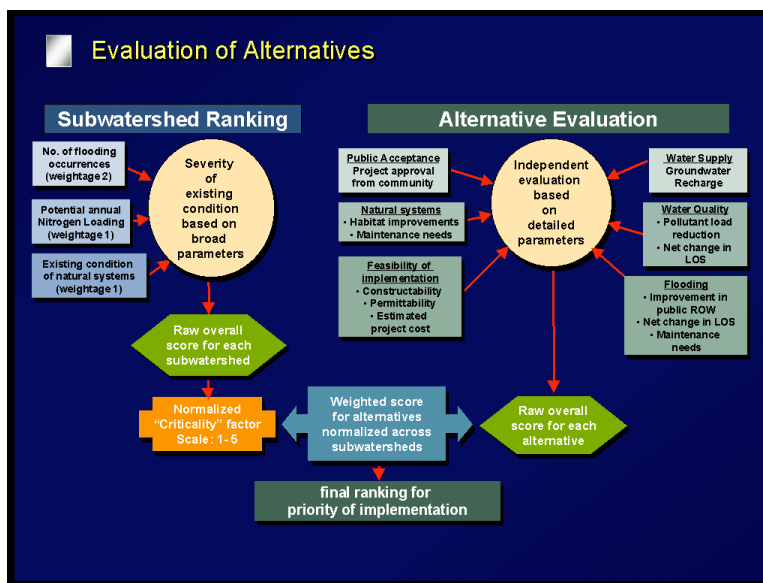 Evaluation of Alternatives
Subwatershed Ranking
No. of flooding
occurrences
(weightage 2)
Potential annual
Nitrogen Loading
(weightage 1)
Existing condition
of natural systems
(weightage 1)
Severity
of
existing
condition
based on
broad
parameters
Raw overall
score for each
subwatershed
Normalized
"Criticality" factor
Scale: 1-5
Alternative Evaluation
Public Acceptance
Project approval
from community
Natural systems
• Habitat improvements
• Maintenance needs
Feasibility of
implementation
• Constructability
• Permittability
• Estimated
project cost
Independent
evaluation
based
on
detailed
parameters
Water Supply
Groundwater
Recharge
Water Quality
• Pollutant load
reduction
• Net change in
LOS
Flooding
• Improvement in
public ROW
• Net change in LOS
• Maintenance
needs
Weighted score
for alternatives
normalized across
subwatersheds
Raw overall
score for each
alternative
final ranking for
priority of implementation